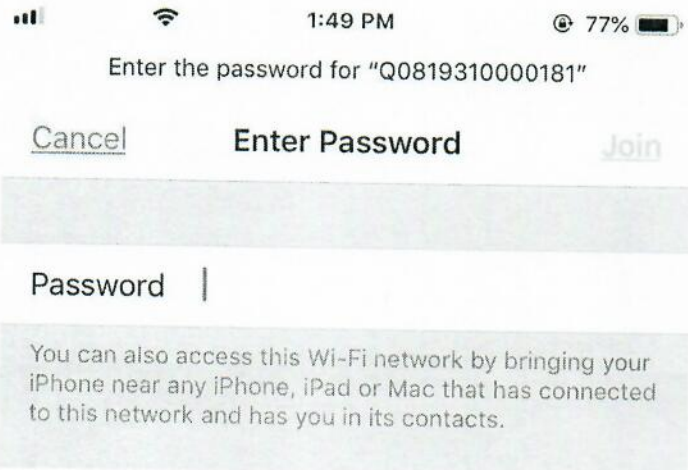 1:49 PM 77%
Enter the password for “Q0819310000181”
Cancel Enter Password Join
Password
You can also access this Wi-Fi network by bringing your
iPhone near any iPhone, iPad or Mac that has connected
to this network and has you in its contacts.